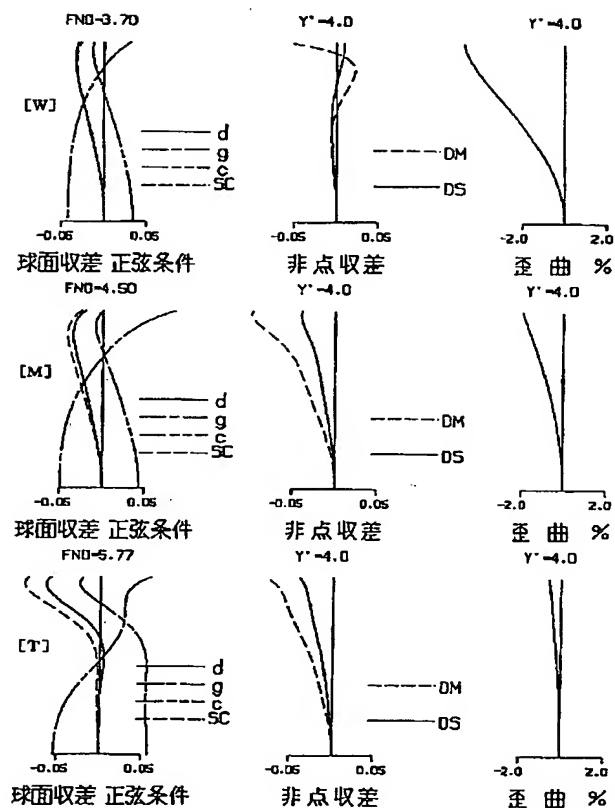 FNO=3.70 Y'=4.0 Y'=4.0
[W]
d
g
c
SC
DM
DS
-0.05 0.05 0.05 -2.0 2.0
球面収差 正弦条件 非点収差 歪曲 %
FNO=4.50 Y'=4.0 Y'=4.0
[M]
d
g
c
SC
DM
DS
-0.05 0.05 -0.05 0.05 -2.0 2.0
球面収差 正弦条件 非点収差 歪曲 %
FNO=5.77 Y'=4.0 Y'=4.0
[T]
d
g
c
SC
DM
DS
-0.05 0.05 -0.05 0.05 -2.0 2.0
球面収差 正弦条件 非点収差 歪曲 %